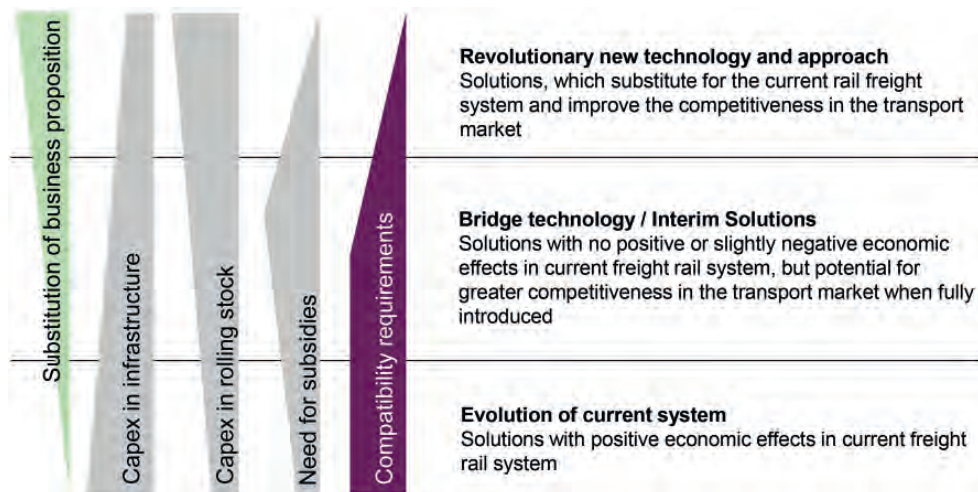 Substitution of business proposition
Capex in infrastructure
Capex in rolling stock
Need for subsidies
Compatibility requirements
Revolutionary new technology and approach
Solutions, which substitute for the current rail freight
system and improve the competitiveness in the transport
market
Bridge technology / Interim Solutions
Solutions with no positive or slightly negative economic
effects in current freight rail system, but potential for
greater competitiveness in the transport market when fully
introduced
Evolution of current system
Solutions with positive economic effects in current freight
rail system